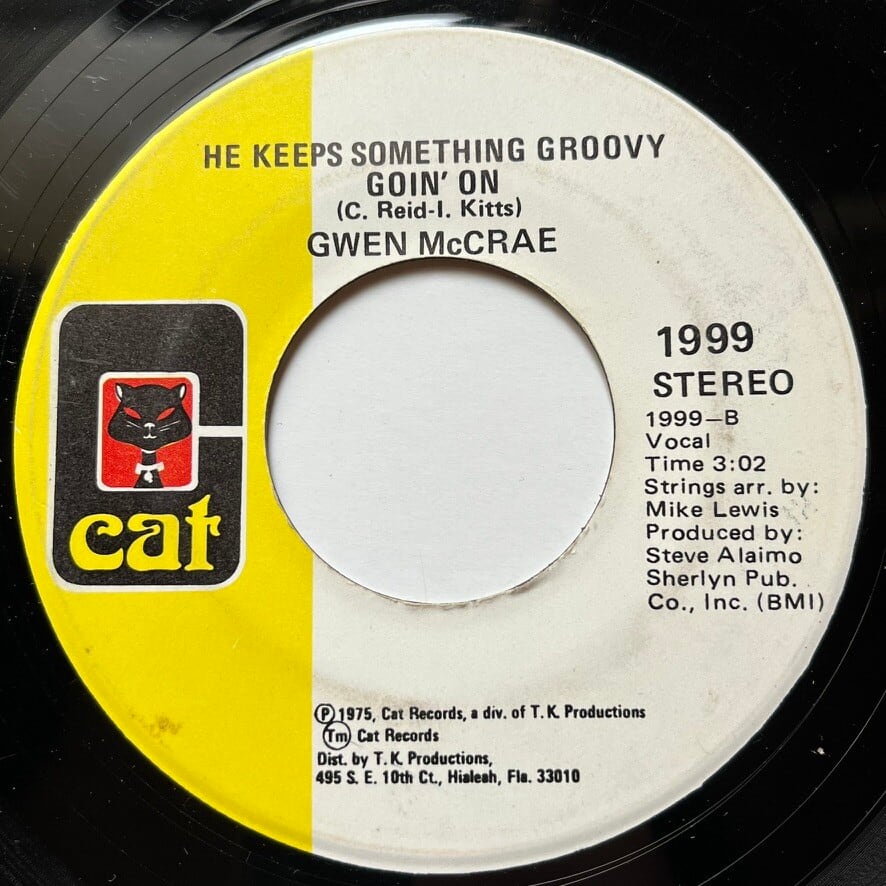 HE KEEPS SOMETHING GROOVY
GOIN' ON
(C. Reid-I. Kitts)
GWEN McCRAE
cat
1999
STEREO
1999-B
Vocal
Time 3:02
Strings arr. by:
Mike Lewis
Produced by:
Steve Alaimo
Sherlyn Pub.
Co., Inc. (BMI)
Ⓟ 1975, Cat Records, a div. of T. K. Productions
Tm Cat Records
Dist. by T. K. Productions,
495 S. E. 10th Ct., Hialeah, Fla. 33010